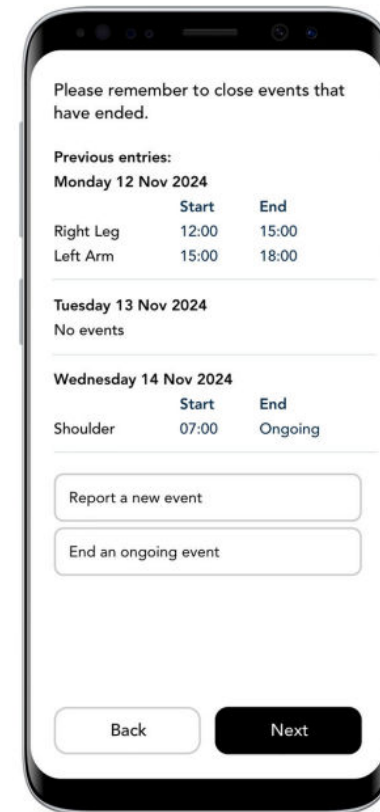 Please remember to close events that
have ended.
Previous entries:
Monday 12 Nov 2024
Start End
Right Leg 12:00 15:00
Left Arm 15:00 18:00
Tuesday 13 Nov 2024
No events
Wednesday 14 Nov 2024
Start End
Shoulder 07:00 Ongoing
Report a new event
End an ongoing event
Back Next